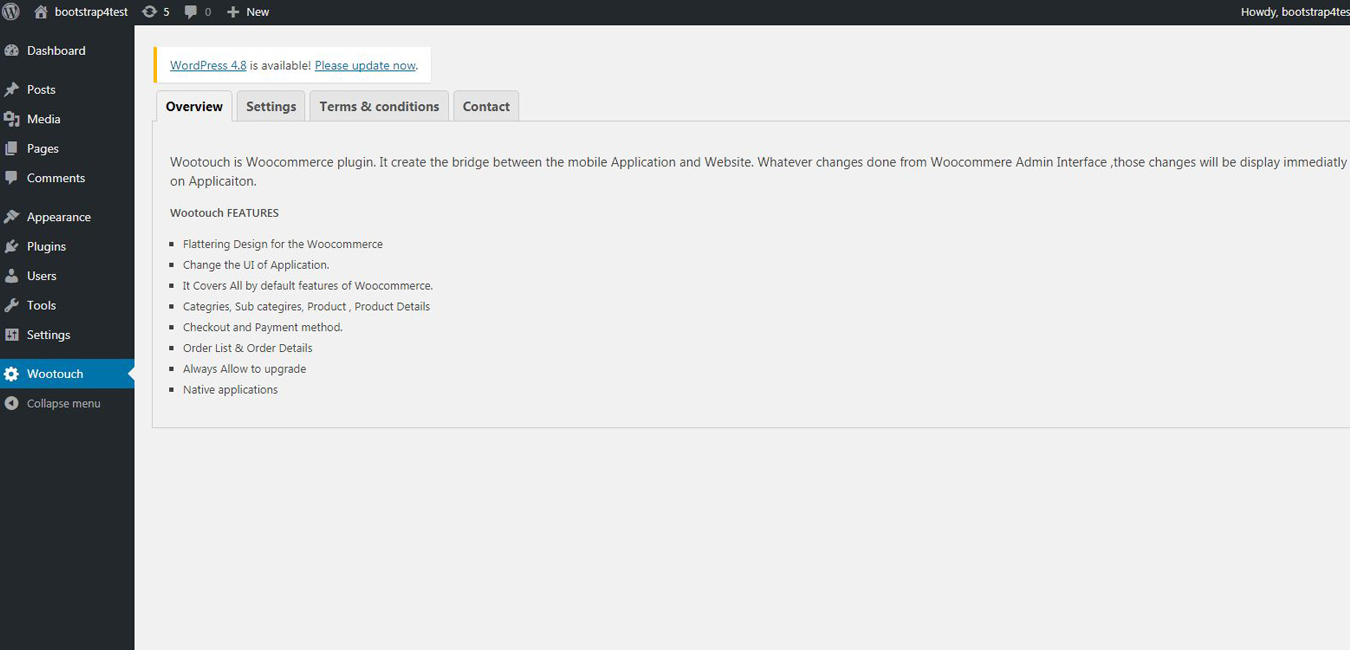 bootstrap4test 5 0 New Howdy, bootstrap4tes
Dashboard
Posts
Media
Pages
Comments
Appearance
Plugins
Users
Tools
Settings
Wootouch
Collapse menu
WordPress 4.8 is available! Please update now.
Overview Settings Terms & conditions Contact
Wootouch is Woocommerce plugin. It create the bridge between the mobile Application and Website. Whatever changes done from Woocommere Admin Interface ,those changes will be display immediatly
on Applicaiton.
Wootouch FEATURES
Flattering Design for the Woocommerce
Change the UI of Application.
It Covers All by default features of Woocommerce.
Categries, Sub categires, Product , Product Details
Checkout and Payment method.
Order List & Order Details
Always Allow to upgrade
Native applications